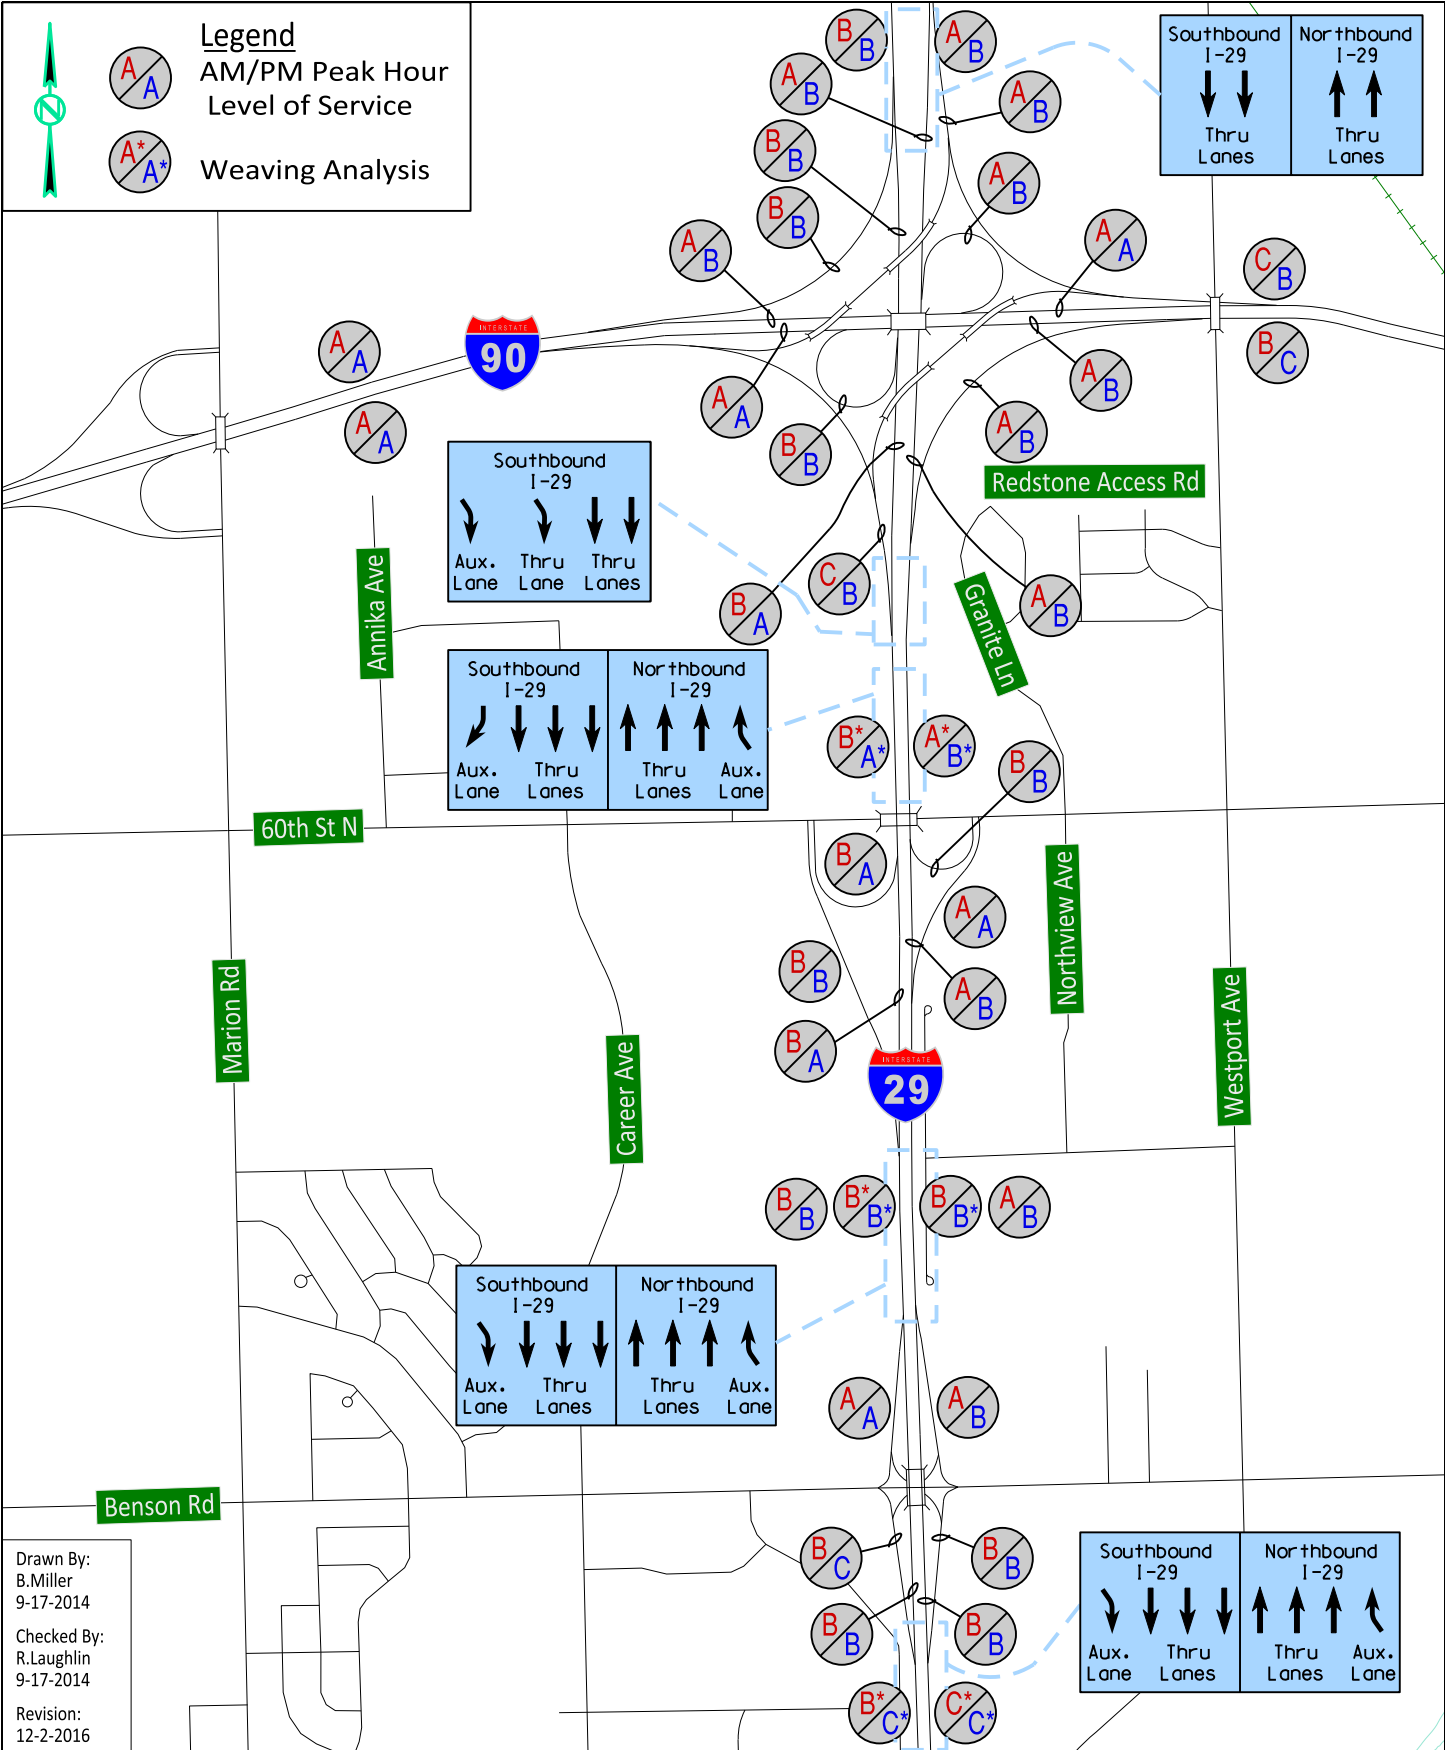 Legend
A A
AM/PM Peak Hour
Level of Service
A* A*
Weaving Analysis
B B
A B
A B
A B
B B
A B
B B
A B
A A
C B
B C
Southbound
I-29
Thru
Lanes
Northbound
I-29
Thru
Lanes
A A
A A
INTERSTATE
90
A A
B B
A B
A B
Redstone Access Rd
Southbound
I-29
Aux.
Lane
Thru
Lane
Thru
Lanes
B A
C B
A B
Annika Ave
Granite Ln
Southbound
I-29
Aux.
Lane
Thru
Lanes
Northbound
I-29
Thru
Lanes
Aux.
Lane
B* A*
A* B*
B B
60th St N
B A
A A
B B
A B
B A
Northview Ave
Marion Rd
Career Ave
Westport Ave
INTERSTATE
29
B B
B* B*
B B*
A B
Southbound
I-29
Aux.
Lane
Thru
Lanes
Northbound
I-29
Thru
Lanes
Aux.
Lane
A A
A B
Benson Rd
B C
B B
B B
B B
B* C*
C* C*
Southbound
I-29
Aux.
Lane
Thru
Lanes
Northbound
I-29
Thru
Lanes
Aux.
Lane
Drawn By:
B.Miller
9-17-2014
Checked By:
R.Laughlin
9-17-2014
Revision:
12-2-2016